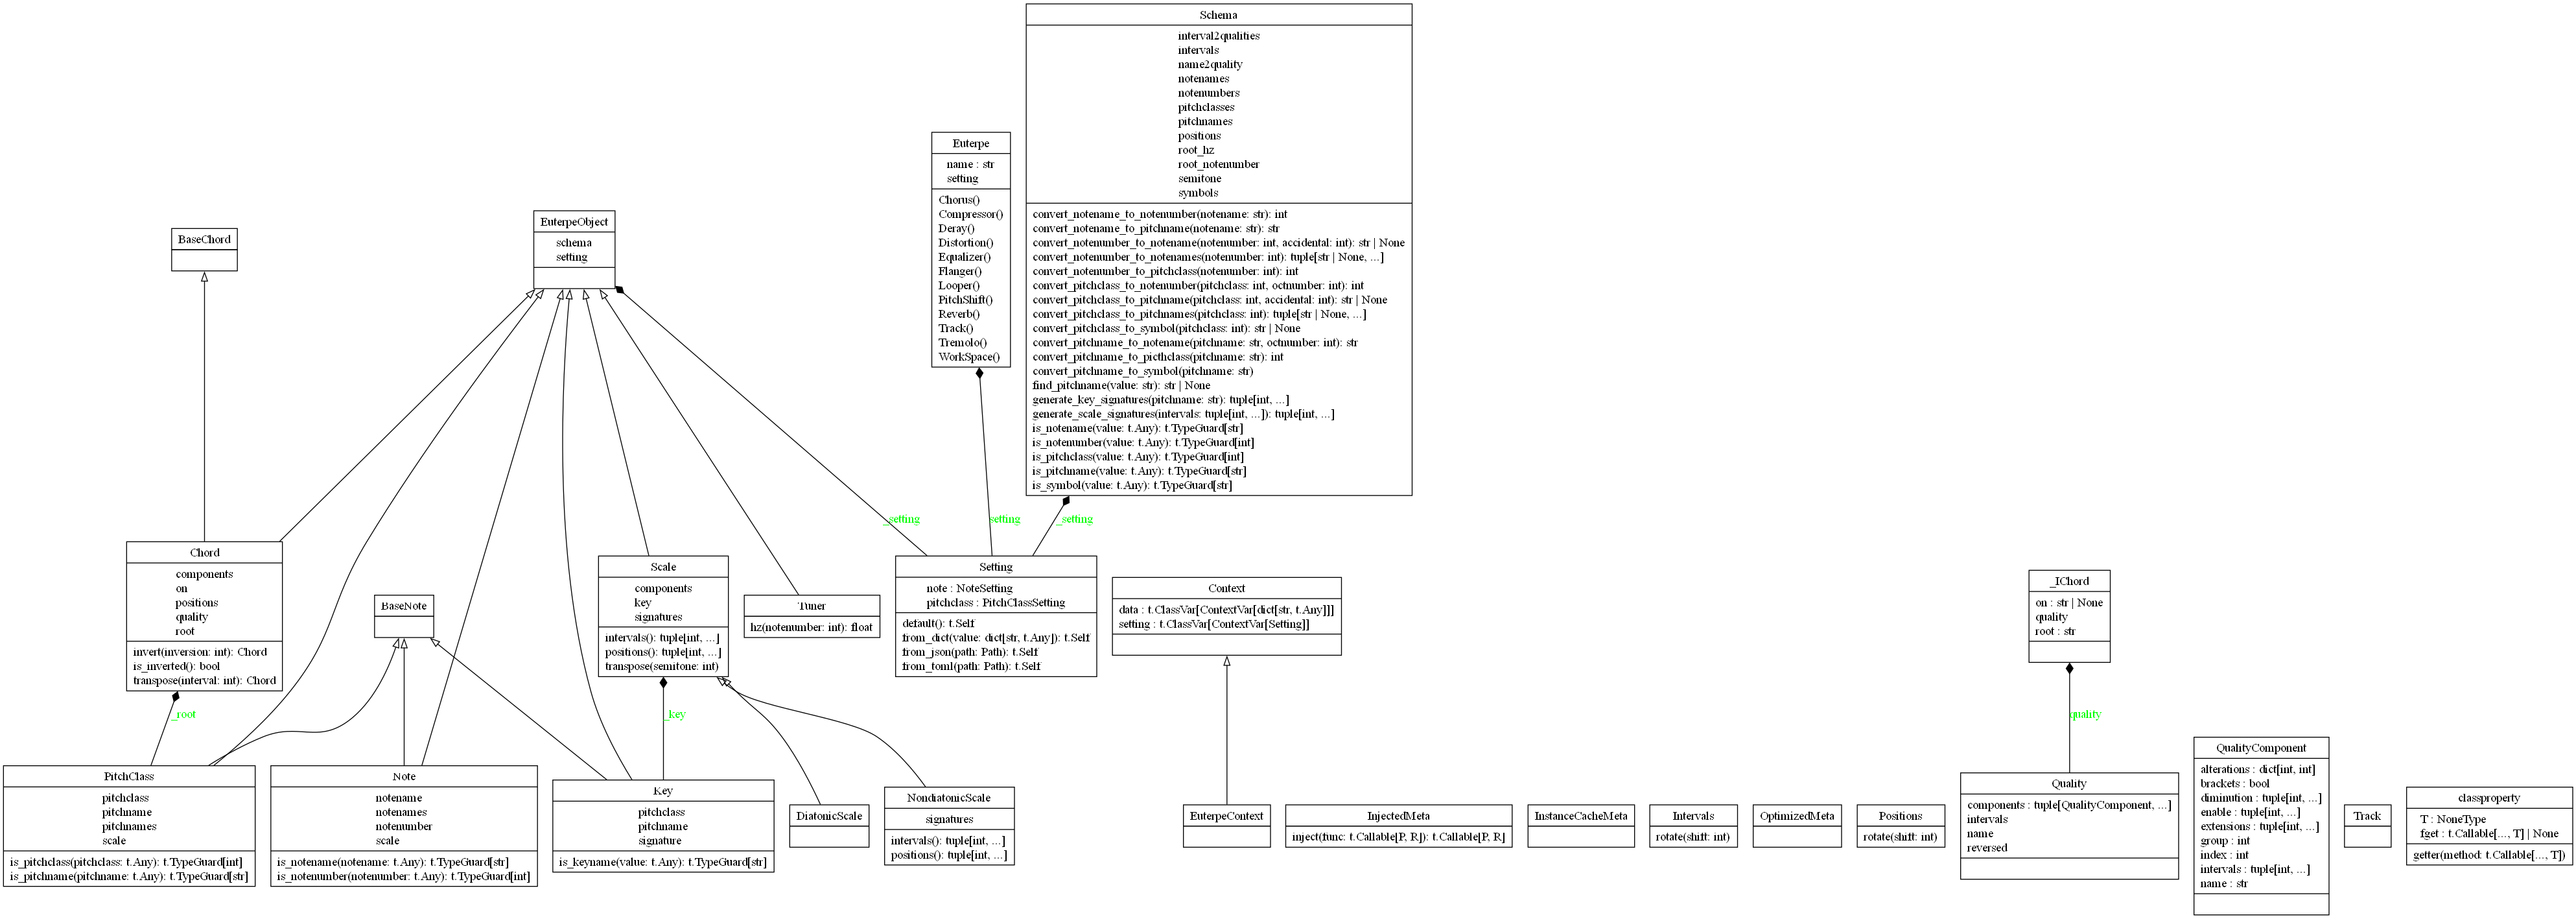 Schema
interval2qualities
intervals
name2quality
notenames
notenumbers
pitchclasses
pitchnames
positions
root_hz
root_notenumber
semitone
symbols
convert_notename_to_notenumber(notename: str): int
convert_notename_to_pitchname(notename: str): str
convert_notenumber_to_notename(notenumber: int, accidental: int): str | None
convert_notenumber_to_notenames(notenumber: int): tuple[str | None, ...]
convert_notenumber_to_pitchclass(notenumber: int): int
convert_pitchclass_to_notenumber(pitchclass: int, octnumber: int): int
convert_pitchclass_to_pitchname(pitchclass: int, accidental: int): str | None
convert_pitchclass_to_pitchnames(pitchclass: int): tuple[str | None, ...]
convert_pitchclass_to_symbol(pitchclass: int): str | None
convert_pitchname_to_notename(pitchname: str, octnumber: int): str
convert_pitchname_to_picthclass(pitchname: str): int
convert_pitchname_to_symbol(pitchname: str)
find_pitchname(value: str): str | None
generate_key_signatures(pitchname: str): tuple[int, ...]
generate_scale_signatures(intervals: tuple[int, ...]): tuple[int, ...]
is_notename(value: t.Any): t.TypeGuard[str]
is_notenumber(value: t.Any): t.TypeGuard[int]
is_pitchclass(value: t.Any): t.TypeGuard[int]
is_pitchname(value: t.Any): t.TypeGuard[str]
is_symbol(value: t.Any): t.TypeGuard[str]
Euterpe
name : str
setting
Chorus()
Compressor()
Deray()
Distortion()
Equalizer()
Flanger()
Looper()
PitchShift()
Reverb()
Track()
Tremolo()
WorkSpace()
EuterpeObject
schema
setting
BaseChord
_setting
setting
_setting
Chord
components
on
positions
quality
root
invert(inversion: int): Chord
is_inverted(): bool
transpose(interval: int): Chord
BaseNote
Scale
components
key
signatures
intervals(): tuple[int, ...]
positions(): tuple[int, ...]
transpose(semitone: int)
Tuner
hz(notenumber: int): float
Setting
note : NoteSetting
pitchclass : PitchClassSetting
default(): t.Self
from_dict(value: dict[str, t.Any]): t.Self
from_json(path: Path): t.Self
from_toml(path: Path): t.Self
Context
data : t.ClassVar[ContextVar[dict[str, t.Any]]]
setting : t.ClassVar[ContextVar[Setting]]
_IChord
on : str | None
quality
root : str
_root
_key
quality
PitchClass
pitchclass
pitchname
pitchnames
scale
is_pitchclass(pitchclass: t.Any): t.TypeGuard[int]
is_pitchname(pitchname: t.Any): t.TypeGuard[str]
Note
notename
notenames
notenumber
scale
is_notename(notename: t.Any): t.TypeGuard[str]
is_notenumber(notenumber: t.Any): t.TypeGuard[int]
Key
pitchclass
pitchname
signature
is_keyname(value: t.Any): t.TypeGuard[str]
DiatonicScale
NondiatonicScale
signatures
intervals(): tuple[int, ...]
positions(): tuple[int, ...]
EuterpeContext
InjectedMeta
inject(func: t.Callable[P, R]): t.Callable[P, R]
InstanceCacheMeta
Intervals
rotate(shift: int)
OptimizedMeta
Positions
rotate(shift: int)
Quality
components : tuple[QualityComponent, ...]
intervals
name
reversed
QualityComponent
alterations : dict[int, int]
brackets : bool
diminution : tuple[int, ...]
enable : tuple[int, ...]
extensions : tuple[int, ...]
group : int
index : int
intervals : tuple[int, ...]
name : str
Track
classproperty
T : NoneType
fget : t.Callable[..., T] | None
getter(method: t.Callable[..., T])